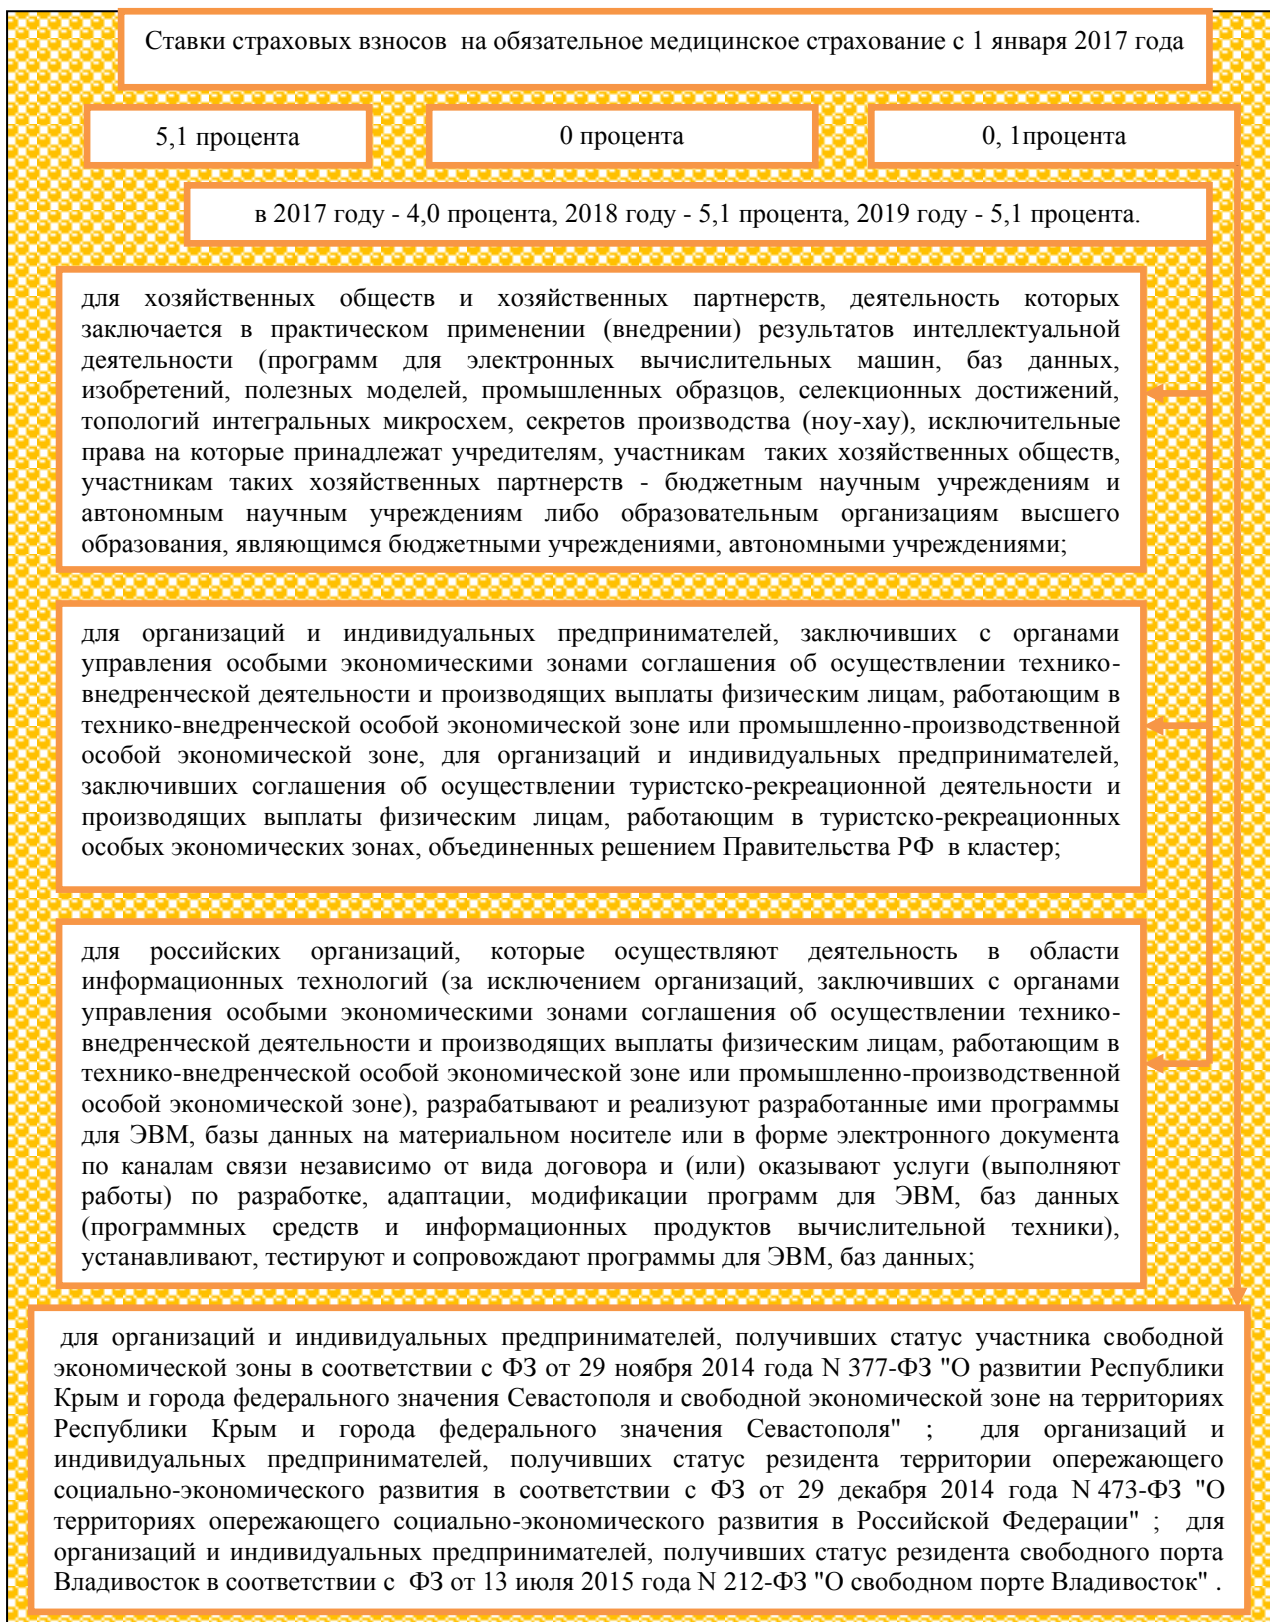 Ставки страховых взносов на обязательное медицинское страхование с 1 января 2017 года
5,1 процента
0 процента
0, 1процента
в 2017 году - 4,0 процента, 2018 году - 5,1 процента, 2019 году - 5,1 процента.
для хозяйственных обществ и хозяйственных партнерств, деятельность которых
заключается в практическом применении (внедрении) результатов интеллектуальной
деятельности (программ для электронных вычислительных машин, баз данных,
изобретений, полезных моделей, промышленных образцов, селекционных достижений,
топологий интегральных микросхем, секретов производства (ноу-хау), исключительные
права на которые принадлежат учредителям, участникам таких хозяйственных обществ,
участникам таких хозяйственных партнерств - бюджетным научным учреждениям и
автономным научным учреждениям либо образовательным организациям высшего
образования, являющимся бюджетными учреждениями, автономными учреждениями;
для организаций и индивидуальных предпринимателей, заключивших с органами
управления особыми экономическими зонами соглашения об осуществлении технико-
внедренческой деятельности и производящих выплаты физическим лицам, работающим в
технико-внедренческой особой экономической зоне или промышленно-производственной
особой экономической зоне, для организаций и индивидуальных предпринимателей,
заключивших соглашения об осуществлении туристско-рекреационной деятельности и
производящих выплаты физическим лицам, работающим в туристско-рекреационных
особых экономических зонах, объединенных решением Правительства РФ в кластер;
для российских организаций, которые осуществляют деятельность в области
информационных технологий (за исключением организаций, заключивших с органами
управления особыми экономическими зонами соглашения об осуществлении технико-
внедренческой деятельности и производящих выплаты физическим лицам, работающим в
технико-внедренческой особой экономической зоне или промышленно-производственной
особой экономической зоне), разрабатывают и реализуют разработанные ими программы
для ЭВМ, базы данных на материальном носителе или в форме электронного документа
по каналам связи независимо от вида договора и (или) оказывают услуги (выполняют
работы) по разработке, адаптации, модификации программ для ЭВМ, баз данных
(программных средств и информационных продуктов вычислительной техники),
устанавливают, тестируют и сопровождают программы для ЭВМ, баз данных;
для организаций и индивидуальных предпринимателей, получивших статус участника свободной
экономической зоны в соответствии с ФЗ от 29 ноября 2014 года N 377-ФЗ "О развитии Республики
Крым и города федерального значения Севастополя и свободной экономической зоне на территориях
Республики Крым и города федерального значения Севастополя" ; для организаций и
индивидуальных предпринимателей, получивших статус резидента территории опережающего
социально-экономического развития в соответствии с ФЗ от 29 декабря 2014 года N 473-ФЗ "О
территориях опережающего социально-экономического развития в Российской Федерации" ; для
организаций и индивидуальных предпринимателей, получивших статус резидента свободного порта
Владивосток в соответствии с ФЗ от 13 июля 2015 года N 212-ФЗ "О свободном порте Владивосток" .